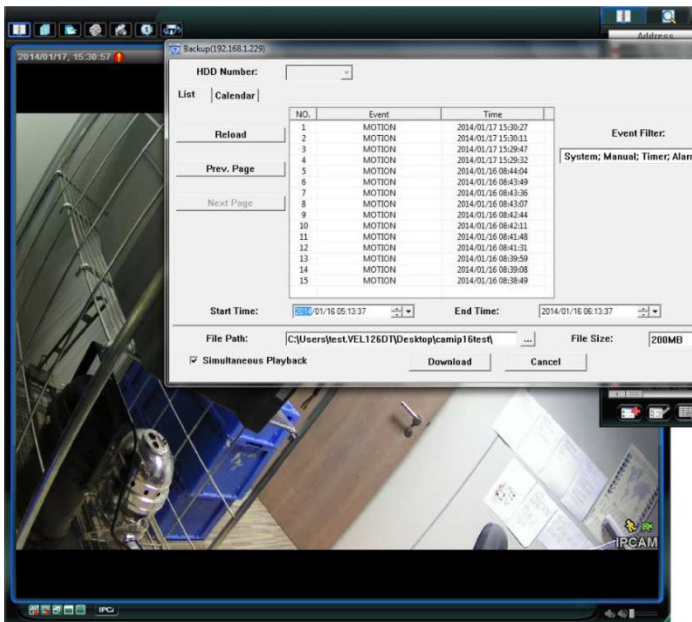 Address
2014/01/17, 15:30:57
Backup(192.168.1.229)
HDD Number:
List Calendar
NO. Event Time
1 MOTION 2014/01/17 15:30:27
2 MOTION 2014/01/17 15:30:11
3 MOTION 2014/01/17 15:29:47
4 MOTION 2014/01/17 15:29:32
5 MOTION 2014/01/16 08:44:04
6 MOTION 2014/01/16 08:43:49
7 MOTION 2014/01/16 08:43:36
8 MOTION 2014/01/16 08:43:07
9 MOTION 2014/01/16 08:42:44
10 MOTION 2014/01/16 08:42:11
11 MOTION 2014/01/16 08:41:48
12 MOTION 2014/01/16 08:41:31
13 MOTION 2014/01/16 08:39:59
14 MOTION 2014/01/16 08:39:08
15 MOTION 2014/01/16 08:38:49
Reload
Prev. Page
Next Page
Event Filter:
System; Manual; Timer; Alarm
Start Time: 2014/01/16 05:13:37 End Time: 2014/01/16 06:13:37
File Path: C:\Users\test.VEL126DT\Desktop\camip16test\ ... File Size: 200MB
Simultaneous Playback Download Cancel
IPCAM
IPC